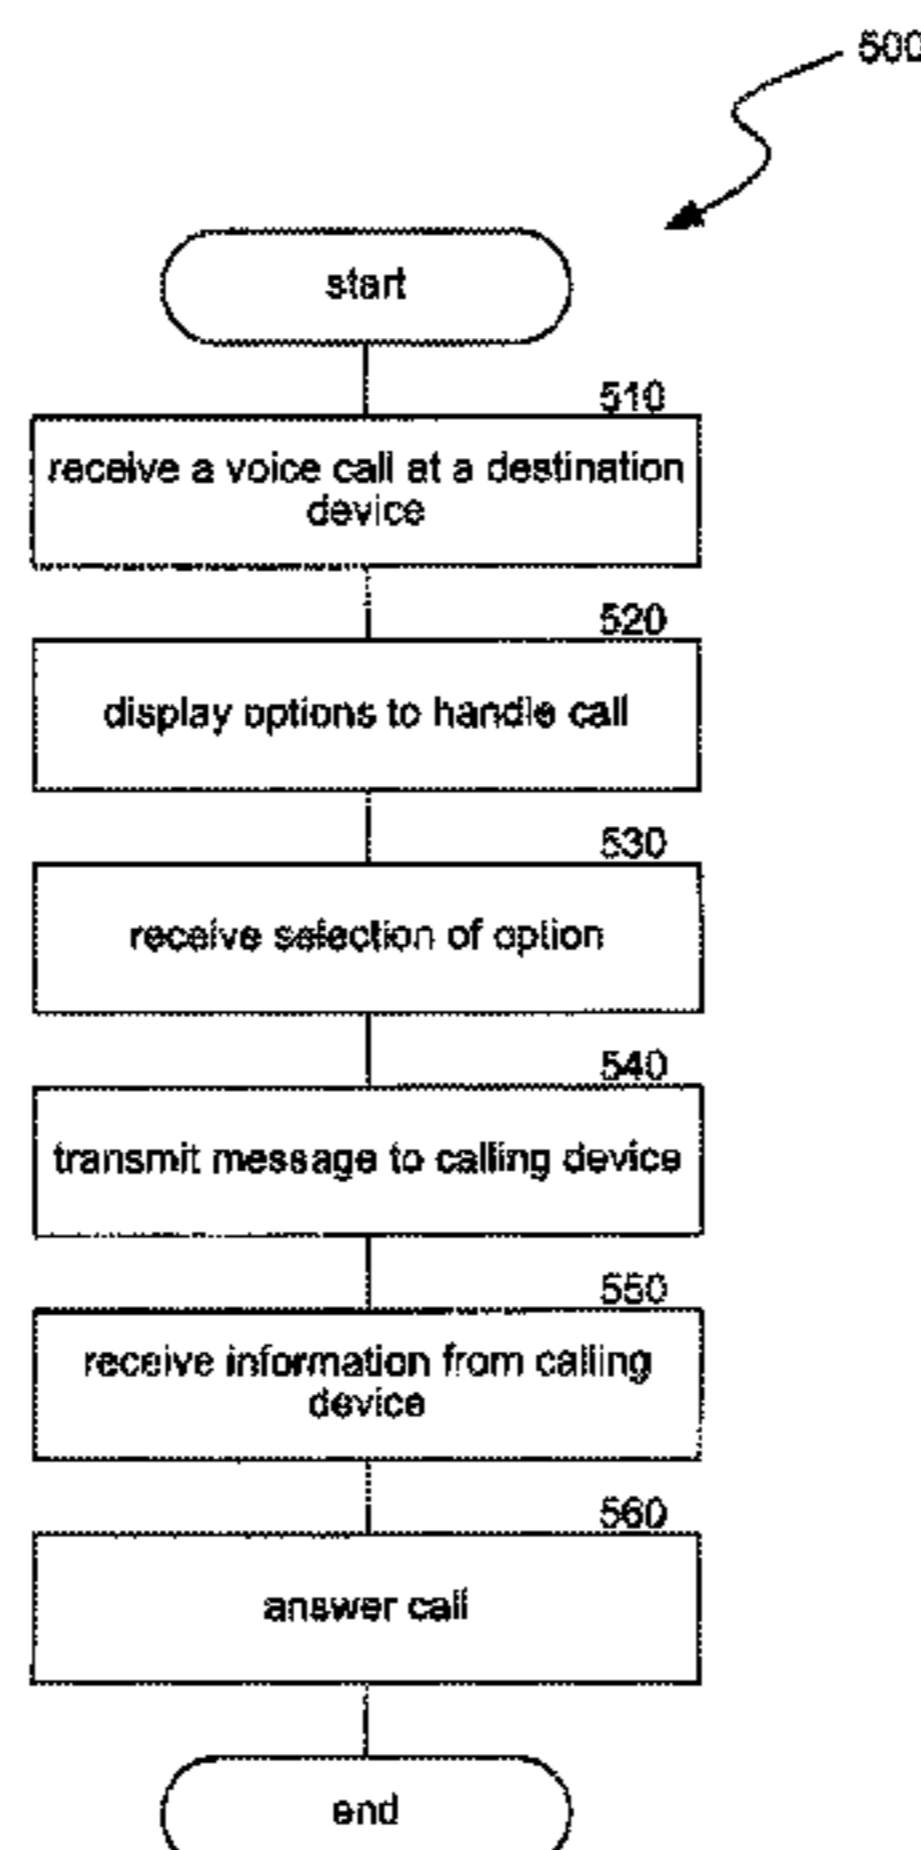 500
start
510
receive a voice call at a destination
device
520
display options to handle call
530
receive selection of option
540
transmit message to calling device
550
receive information from calling
device
560
answer call
end